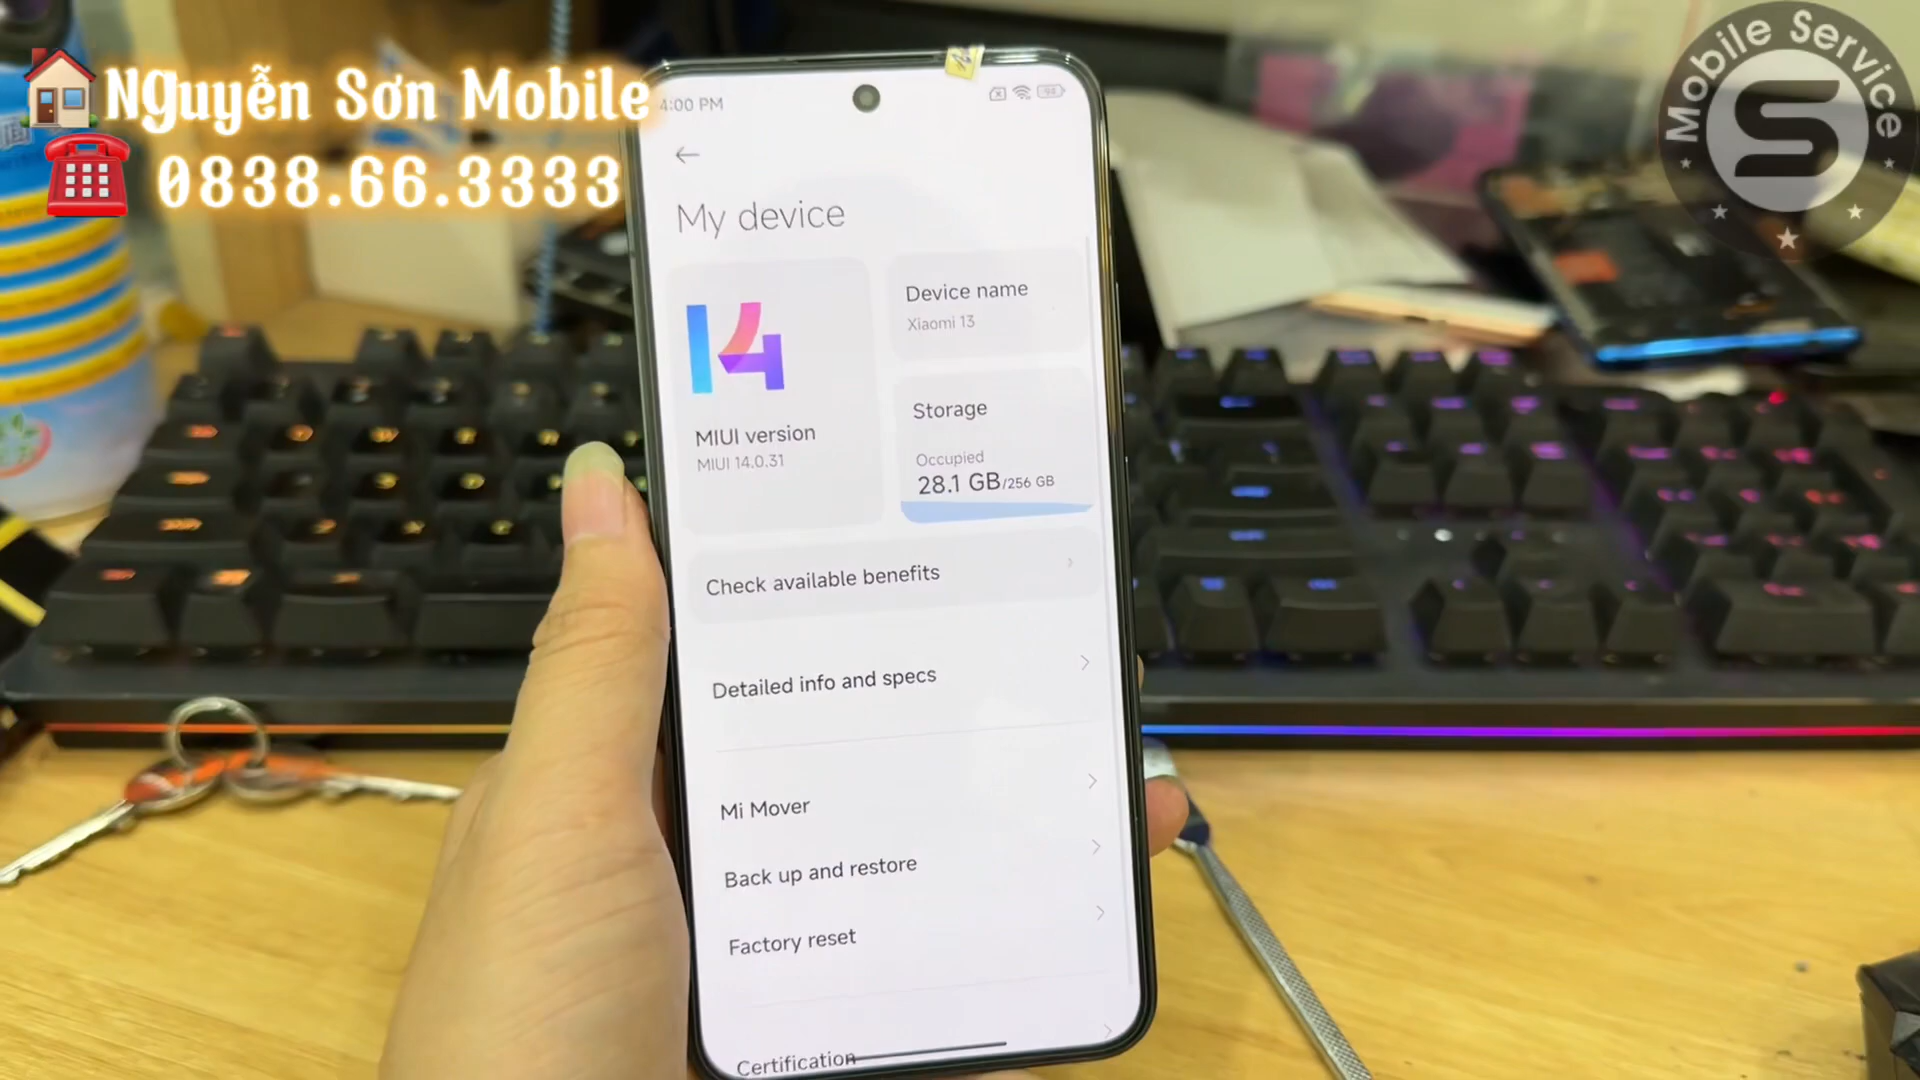 NGuyễn Sơn Mobile
0838.66.3333
Mobile Service
S
4:00 PM
My device
14
MIUI version
MIUI 14.0.31
Device name
Xiaomi 13
Storage
Occupied
28.1 GB/256 GB
Check available benefits
Detailed info and specs
Mi Mover
Back up and restore
Factory reset
Certification